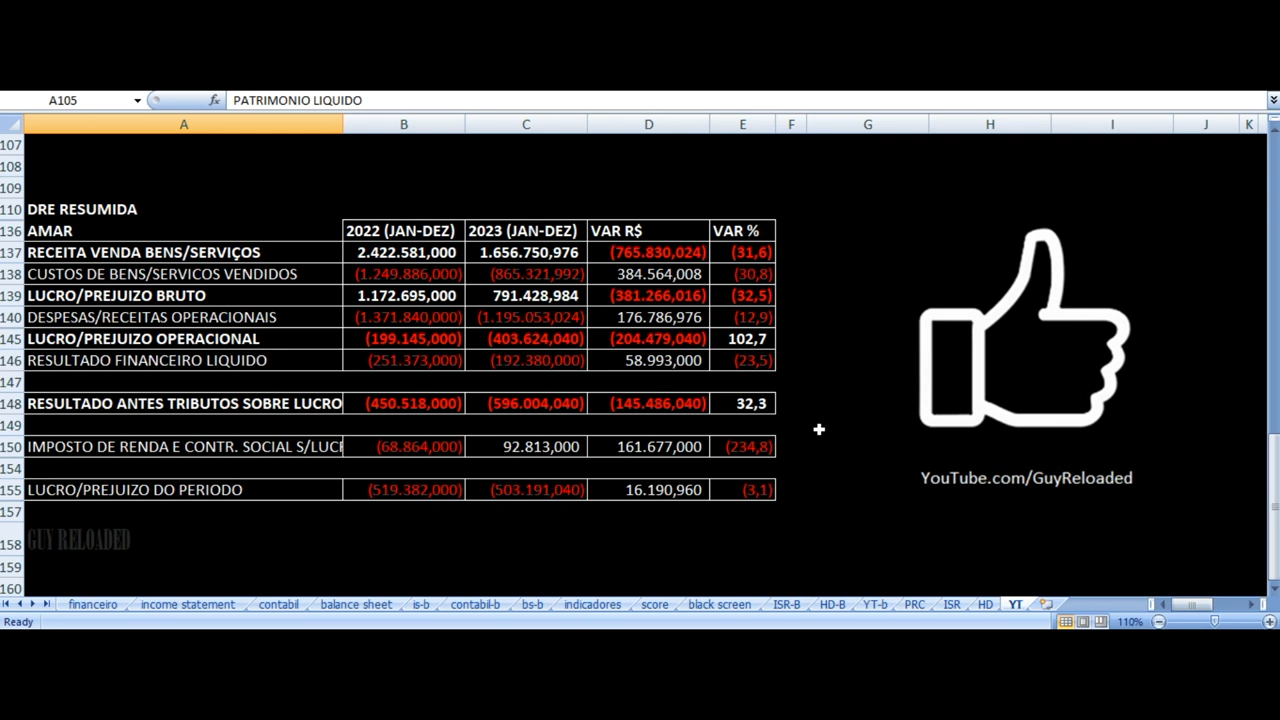 A105 fx PATRIMONIO LIQUIDO
A B C D E F G H I J K
107
108
109
110 DRE RESUMIDA
136 AMAR 2022 (JAN-DEZ) 2023 (JAN-DEZ) VAR R$ VAR %
137 RECEITA VENDA BENS/SERVIÇOS 2.422.581,000 1.656.750,976 (765.830,024) (31,6)
138 CUSTOS DE BENS/SERVICOS VENDIDOS (1.249.886,000) (865.321,992) 384.564,008 (30,8)
139 LUCRO/PREJUIZO BRUTO 1.172.695,000 791.428,984 (381.266,016) (32,5)
140 DESPESAS/RECEITAS OPERACIONAIS (1.371.840,000) (1.195.053,024) 176.786,976 (12,9)
145 LUCRO/PREJUIZO OPERACIONAL (199.145,000) (403.624,040) (204.479,040) 102,7
146 RESULTADO FINANCEIRO LIQUIDO (251.373,000) (192.380,000) 58.993,000 (23,5)
147
148 RESULTADO ANTES TRIBUTOS SOBRE LUCRO (450.518,000) (596.004,040) (145.486,040) 32,3
149
150 IMPOSTO DE RENDA E CONTR. SOCIAL S/LUCR (68.864,000) 92.813,000 161.677,000 (234,8)
154
155 LUCRO/PREJUIZO DO PERIODO (519.382,000) (503.191,040) 16.190,960 (3,1)
YouTube.com/GuyReloaded
157
158 GUY RELOADED
159
160
financeiro income statement contabil balance sheet is-b contabil-b bs-b indicadores score black screen ISR-B HD-B YT-b PRC ISR HD YT
Ready 110%